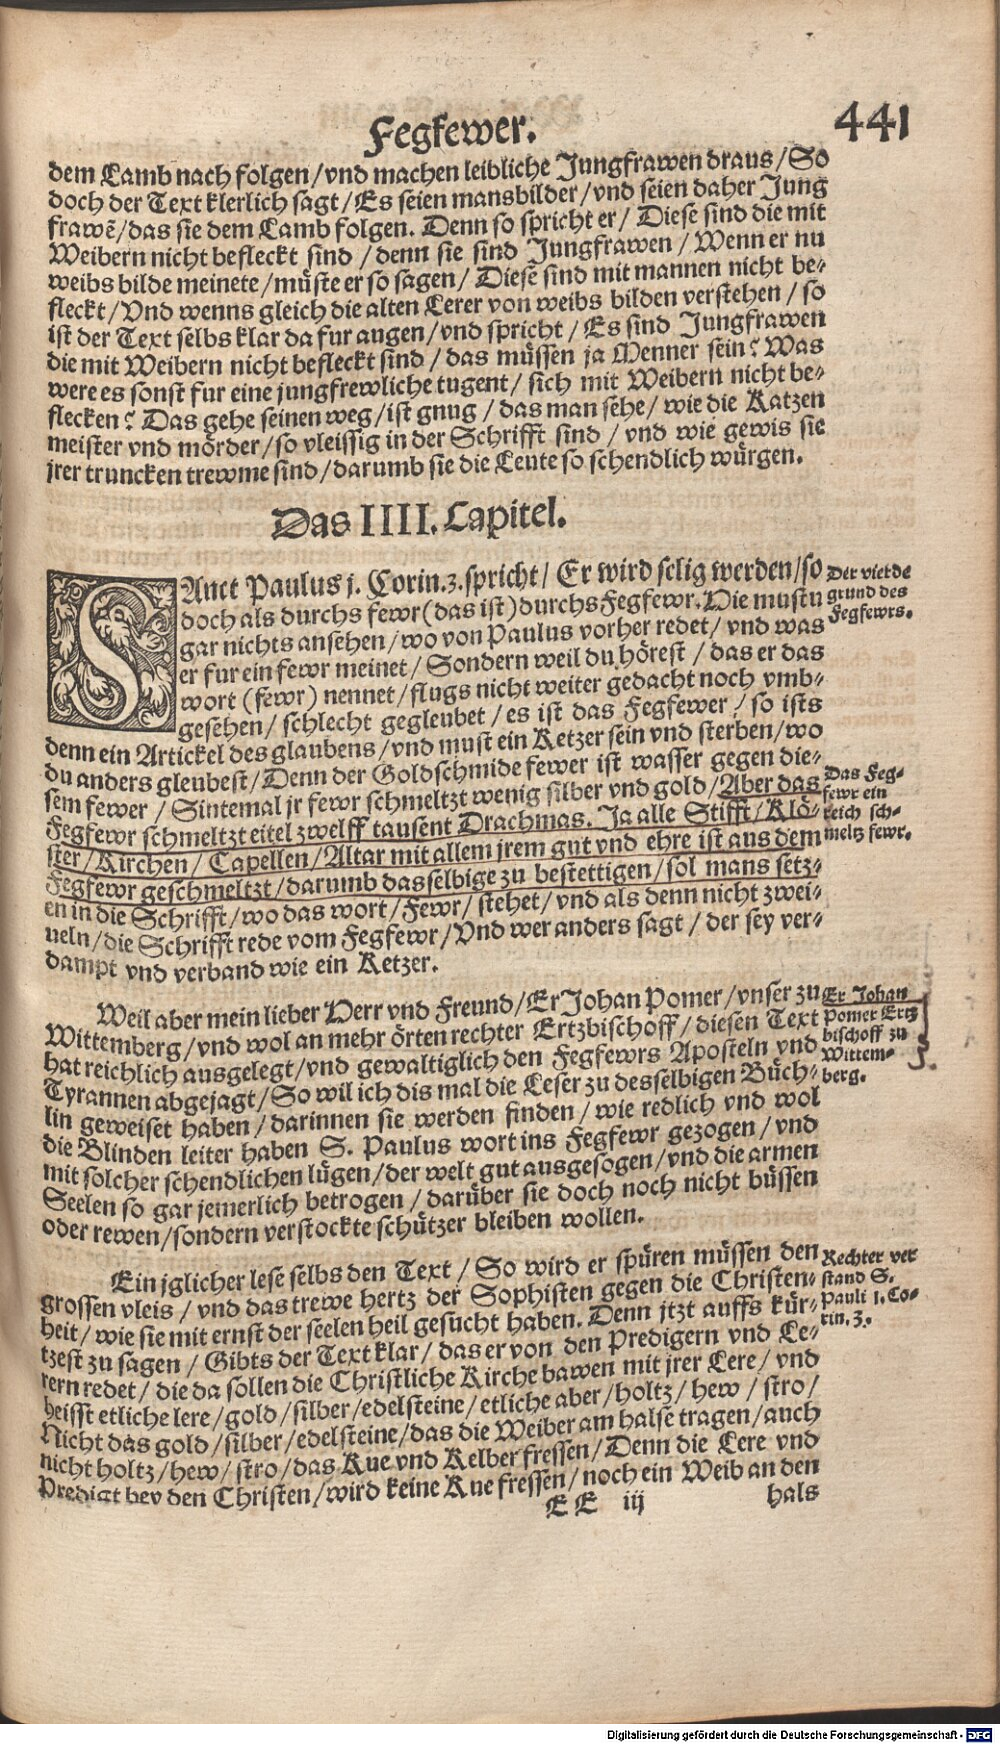 Fegfewer. 441
dem Lamb nach folgen/vnd machen leibliche Jungfrawen draus/So
doch der Text klerlich sagt/Es seien mansbilder/vnd seien daher Jung
frawẽ/das sie dem Lamb folgen. Denn so spricht er/ Diese sind die mit
Weibern nicht befleckt sind /denn sie sind Jungfrawen / Wenn er nu
weibs bilde meinete/müste er so sagen/ Diese sind mit mannen nicht be-
fleckt/Vnd wenns gleich die alten Lerer von weibs bilden verstehen / so
ist der Text selbs klar da fur augen/vnd spricht / Es sind Jungfrawen
die mit Weibern nicht befleckt sind /das müssen ja Menner sein? Was
were es sonst fur eine jungfrewliche tugent/ sich mit Weibern nicht be-
flecken? Das gehe seinen weg/ist gnug /das man sehe/ wie die Katzen
meister vnd mörder/so vleissig in der Schrifft sind / vnd wie gewis sie
jrer truncken trewme sind/darumb sie die Leute so schendlich würgen.
Das IIII. Capitel.
SAnct Paulus j. Corin.3.spricht/ Er wird selig werden/so
doch als durchs fewr(das ist)durchs Fegfewr. Die mustu
gar nichts ansehen/wo von Paulus vorher redet/ vnd was
er fur ein fewr meinet/ Sondern weil du hörest / das er das
wort (fewr) nennet/flugs nicht weiter gedacht noch vmb-
gesehen/ schlecht gegleubet/es ist das Fegfewer / so ists
denn ein Artickel des glaubens/vnd must ein Ketzer sein vnd sterben/wo
du anders gleubest/Denn der Goldschmide fewer ist wasser gegen die-
sem fewer / Sintemal jr fewr schmeltzt wenig silber vnd gold/Aber das
Fegfewr schmeltzt eitel zwelff tausent Drachmas. Ja alle Stifft/Klö-
ster/Kirchen/ Capellen/Altar mit allem jrem gut vnd ehre ist aus dem
Fegfewr geschmeltzt/darumb dasselbige zu bestettigen/sol mans setz-
en in die Schrifft/wo das wort/Fewr/ stehet/vnd als denn nicht zwei-
ueln/die Schrifft rede vom Fegfewr/Vnd wer anders sagt / der sey ver-
dampt vnd verband wie ein Ketzer.
Der vierde
grund des
Fegfewrs.
Das Feg-
fewr ein
reich sch-
meltz fewr.
Weil aber mein lieber Herr vnd Freund/Er Johan Pomer/vnser zu
Wittemberg/vnd wol an mehr örten rechter Ertzbischoff/diesen Text
hat reichlich ausgelegt/vnd gewaltiglich den Fegfewrs Aposteln vnd
Tyrannen abgejagt/So wil ich dis mal die Leser zu desselbigen Büch-
lin geweiset haben /darinnen sie werden finden/wie redlich vnd wol
die Blinden leiter haben S. Paulus wort ins Fegfewr gezogen/vnd
mit solcher schendlichen lügen/der welt gut ausgesogen/vnd die armen
Seelen so gar jemerlich betrogen /darüber sie doch noch nicht büssen
oder rewen/sondern verstockte schützer bleiben wollen.
Er Johan
Pomer Ertz
bischoff zu
Wittem-
berg.
Ein jglicher lese selbs den Text/ So wird er spüren müssen den
grossen vleis/vnd das trewe hertz der Sophisten gegen die Christen-
heit/wie sie mit ernst der seelen heil gesucht haben. Denn jtzt auffs kür-
tzest zu sagen / Gibts der Text klar/das er von den Predigern vnd Le-
rern redet/die da sollen die Christliche Kirche bawen mit jrer Lere/vnd
heisst etliche lere/gold/silber/edelsteine/etliche aber/holtz/hew / stro/
Nicht das gold/silber/edelsteine/das die Weiber am halse tragen/auch
nicht holtz/hew/stro/das Kue vnd Kelber fressen/Denn die Lere vnd
Predigt bey den Christen/wird keine Kue fressen/noch ein Weib an den
Rechter ver
stand S.
Pauli 1. Co-
rin. 3.
EE iij hals
Digitalisierung gefördert durch die Deutsche Forschungsgemeinschaft - DFG